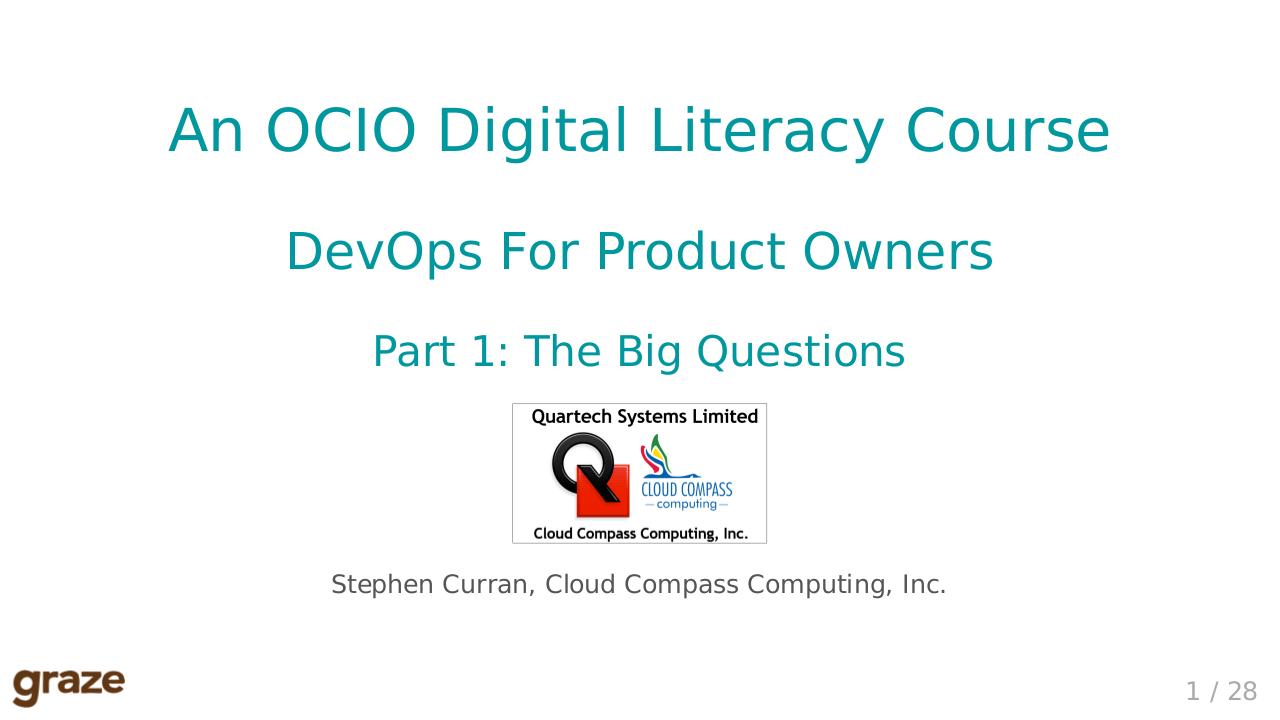 An OCIO Digital Literacy Course
DevOps For Product Owners
Part 1: The Big Questions
Quartech Systems Limited
Q
CLOUD COMPASS
computing
Cloud Compass Computing, Inc.
Stephen Curran, Cloud Compass Computing, Inc.
graze
1 / 28